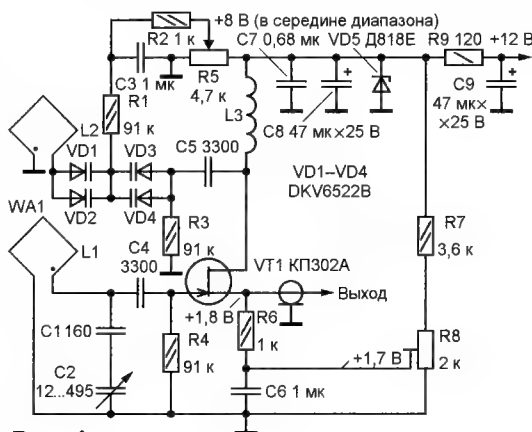 +8 В (в середине диапазона)
R2 1 к
C7 0,68 мк
VD5 Д818Е
R9 120
+12 В
C3 1 мк
R5
4,7 к
R1
91 к
L3
C8 47 мк×25 В
C9
47 мк×
×25 В
L2
VD1
VD3
C5 3300
VD2
VD4
VD1–VD4
DKV6522B
WA1
L1
R3
91 к
R7
3,6 к
C4
3300
VT1 КП302А
Выход
+1,8 В
R6
1 к
C1 160
R4
91 к
+1,7 В
R8
2 к
C2
12...495
C6 1 мк